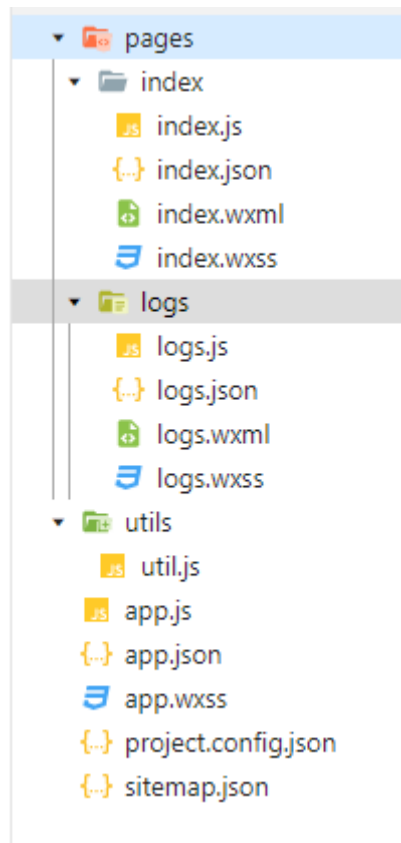 pages
index
index.js
index.json
index.wxml
index.wxss
logs
logs.js
logs.json
logs.wxml
logs.wxss
utils
util.js
app.js
app.json
app.wxss
project.config.json
sitemap.json